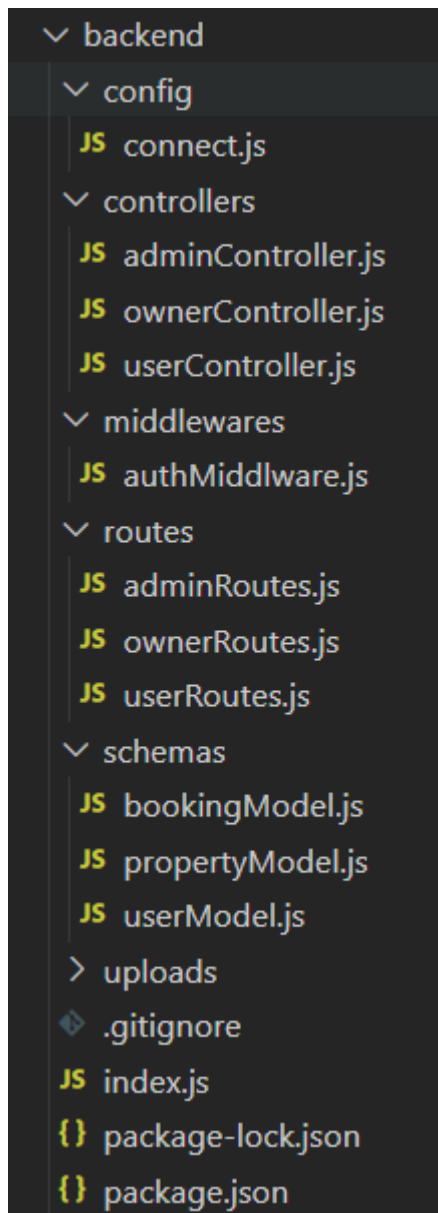 backend
config
JS connect.js
controllers
JS adminController.js
JS ownerController.js
JS userController.js
middlewares
JS authMiddlware.js
routes
JS adminRoutes.js
JS ownerRoutes.js
JS userRoutes.js
schemas
JS bookingModel.js
JS propertyModel.js
JS userModel.js
uploads
.gitignore
JS index.js
{} package-lock.json
{} package.json